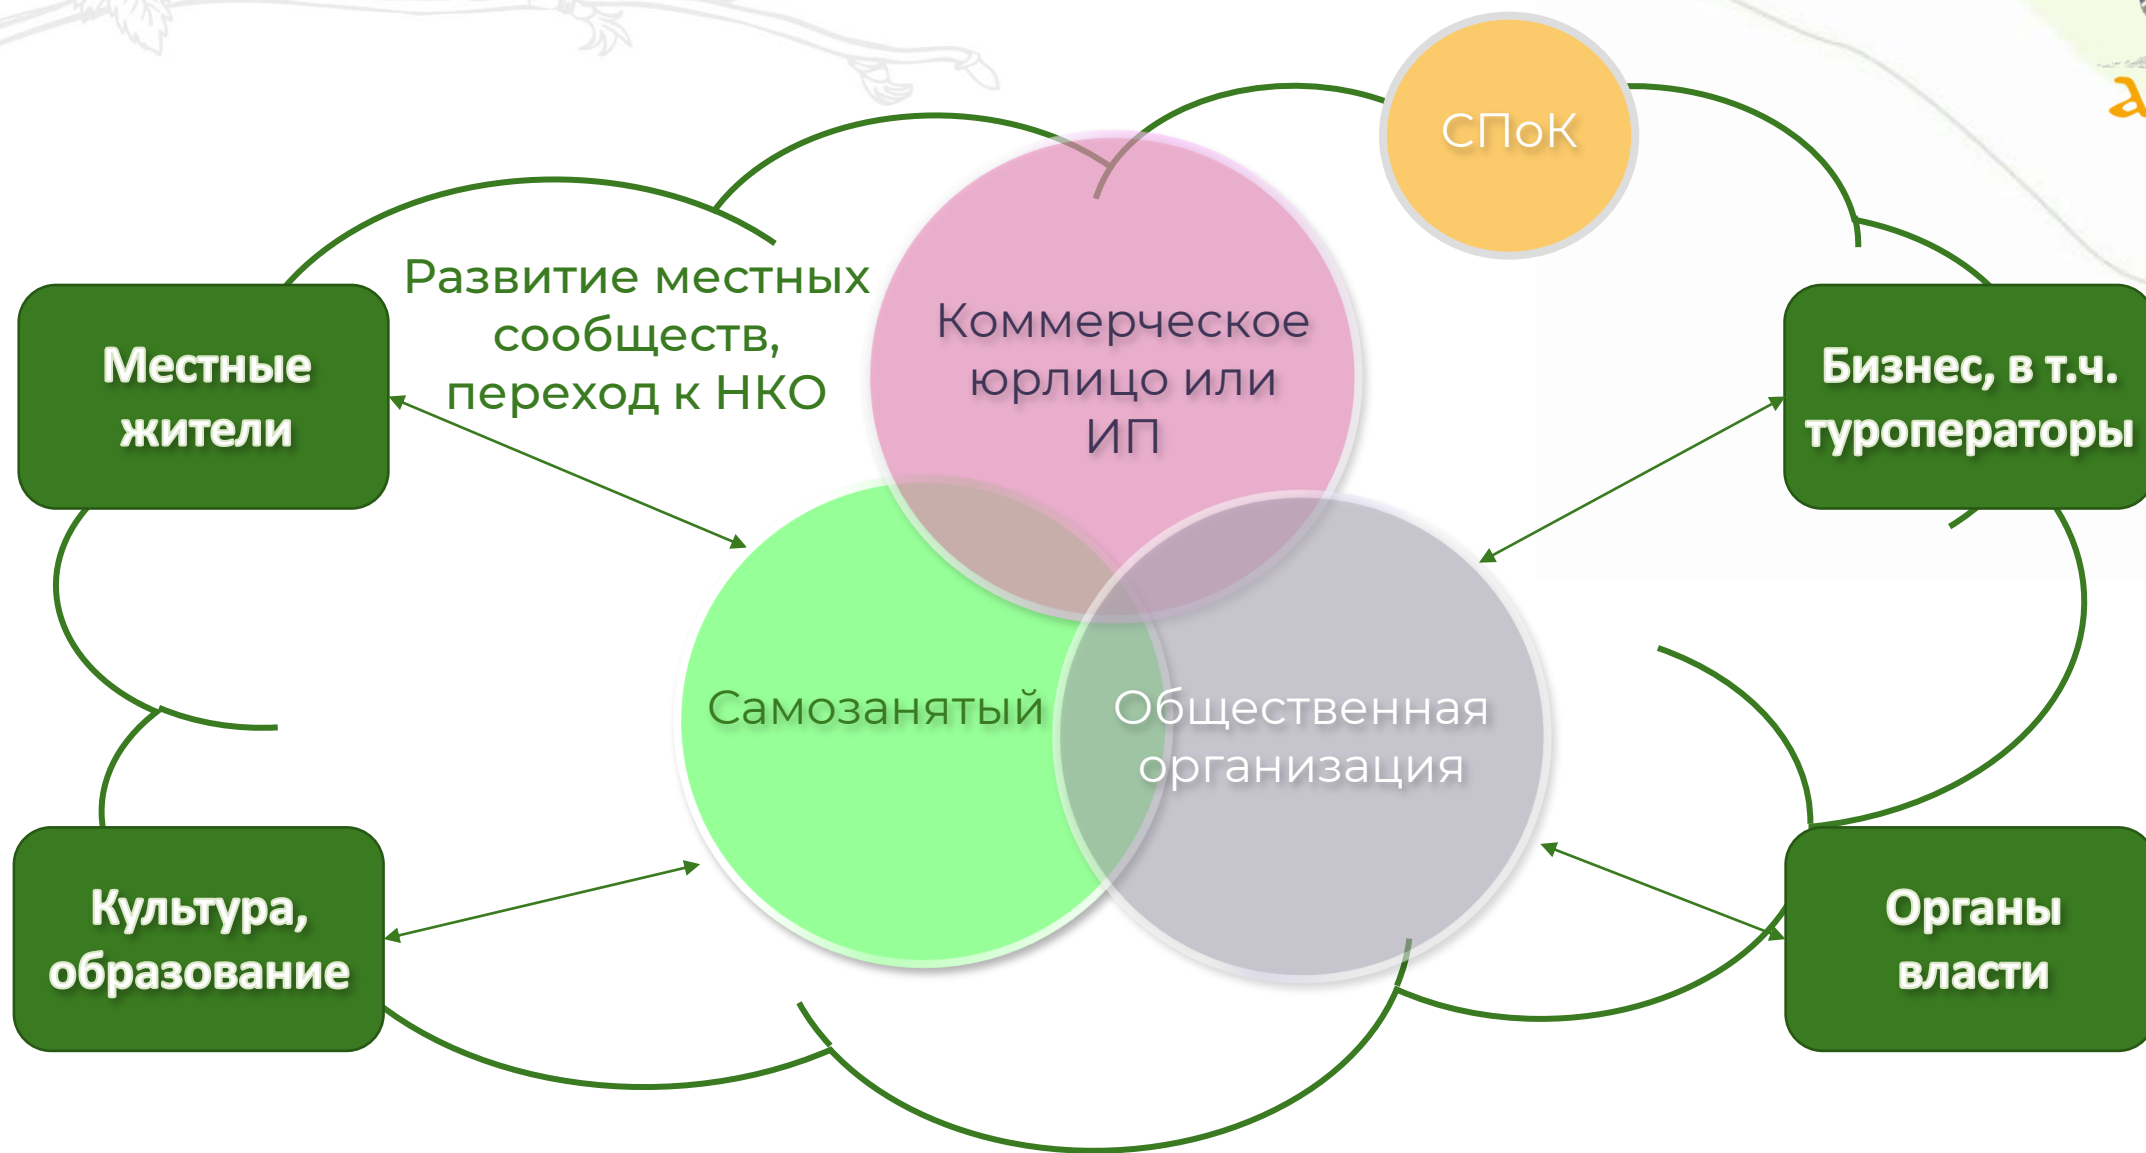 СПоК
Развитие местных
сообществ,
переход к НКО
Коммерческое
юрлицо или
ИП
Местные
жители
Бизнес, в т.ч.
туроператоры
Самозанятый
Общественная
организация
Культура,
образование
Органы
власти